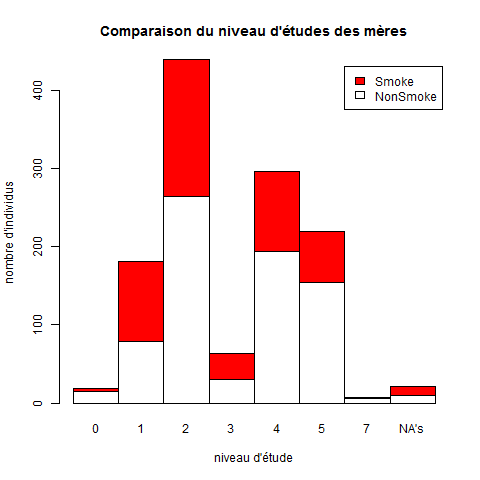 Comparaison du niveau d'études des mères
Smoke
NonSmoke
400
300
200
100
0
nombre d'individus
0 1 2 3 4 5 7 NA's
niveau d'étude